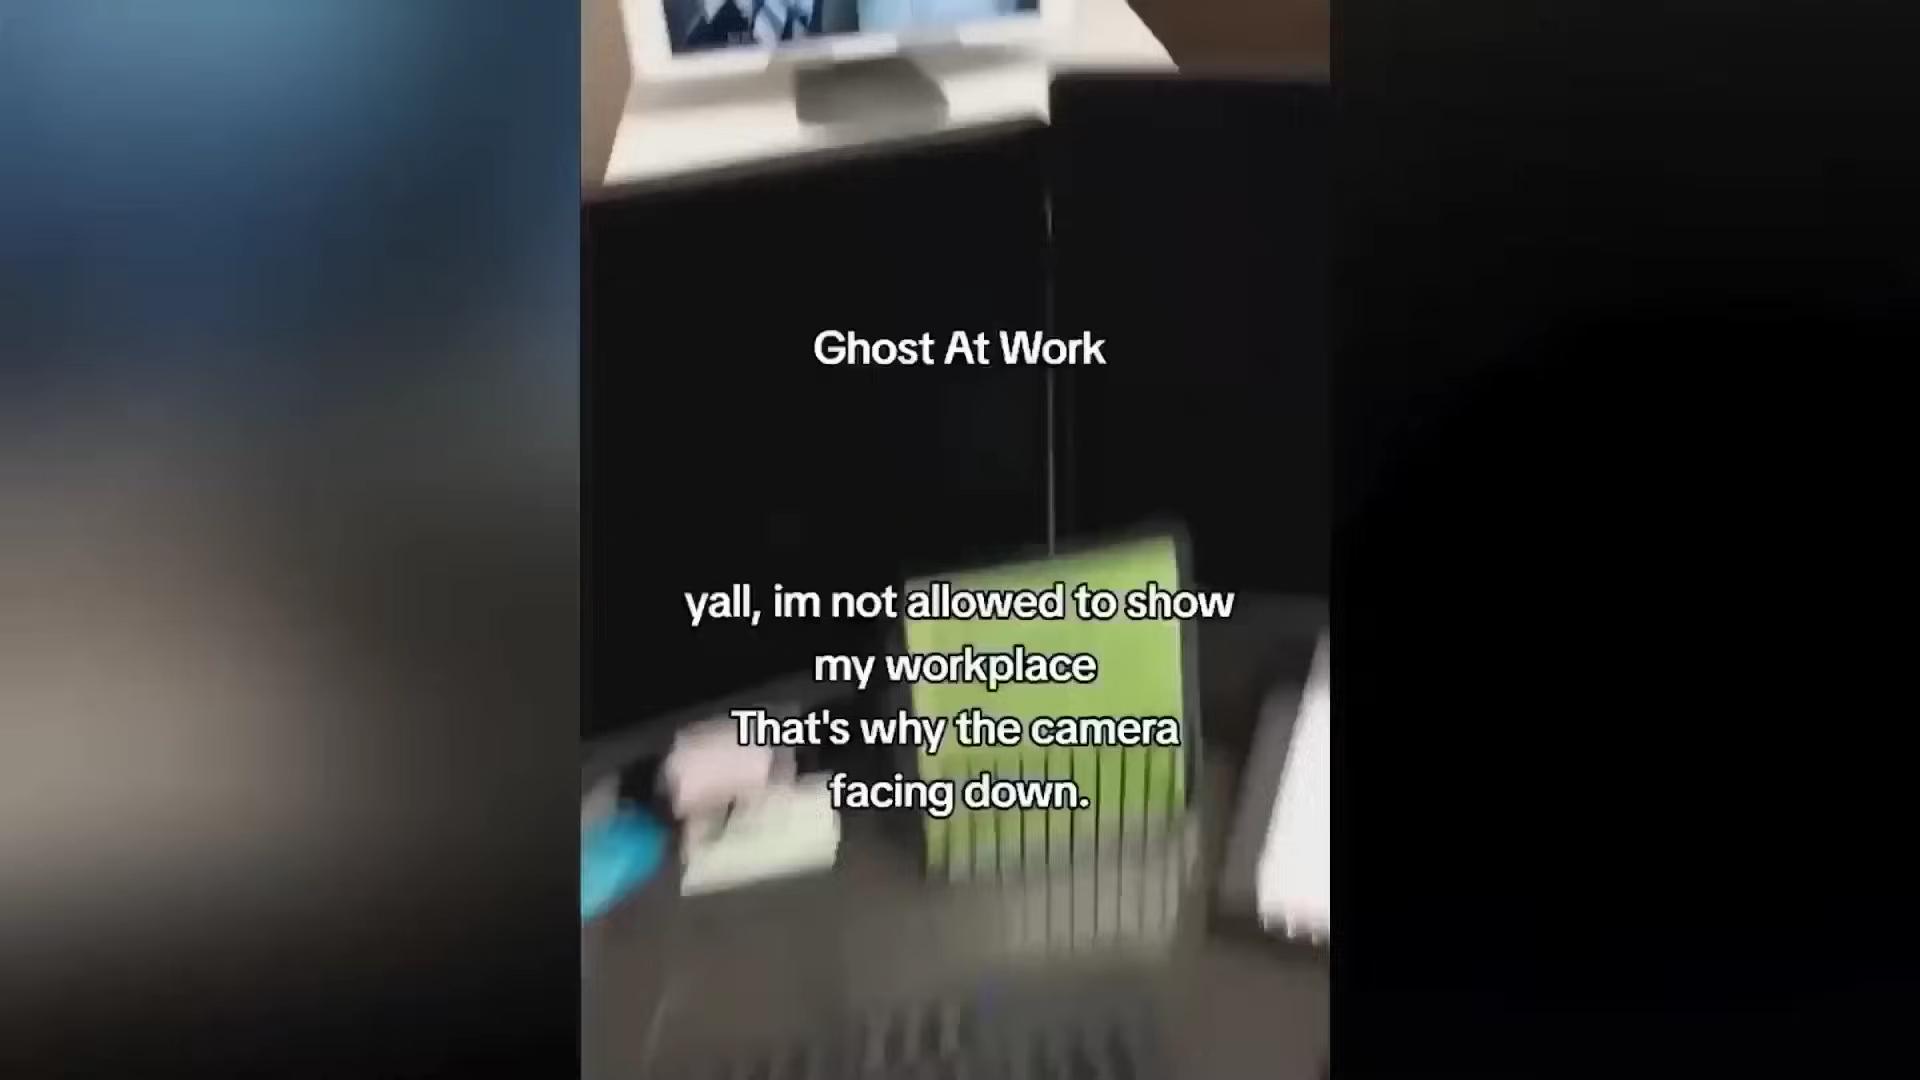 Ghost At Work
yall, im not allowed to show
my workplace
That's why the camera
facing down.